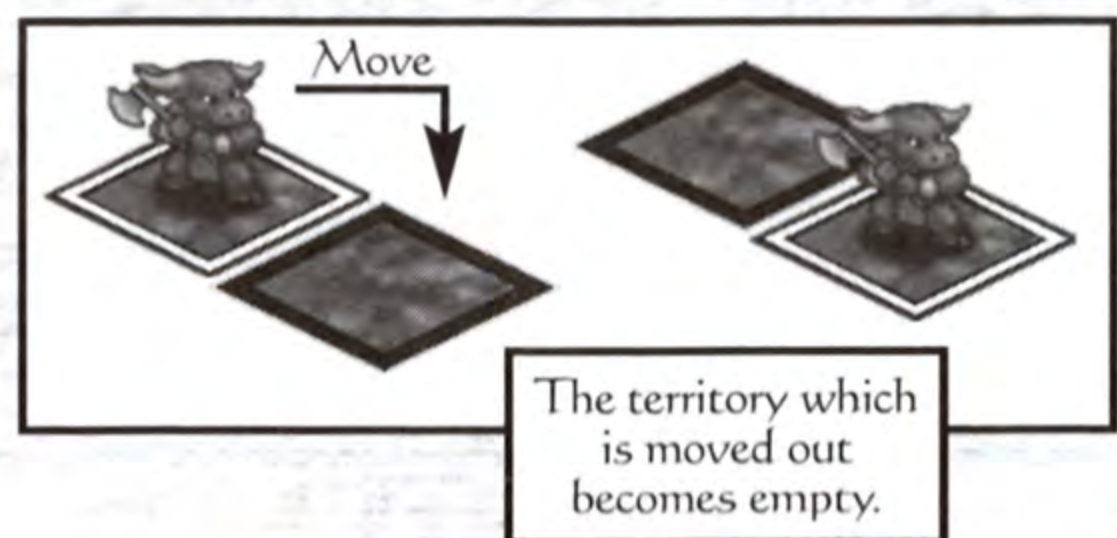 Move
The territory which
is moved out
becomes empty.